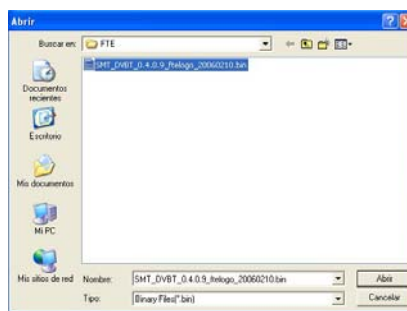 Abrir
Buscar en: FTE
SMT_DVBT_0.4.0.9_ftelogo_20060210.bin
Documentos
recientes
Escritorio
Mis documentos
Mi PC
Mis sitios de red
Nombre: SMT_DVBT_0.4.0.9_ftelogo_20060210.bin Abrir
Tipo: Binary Files(*.bin) Cancelar